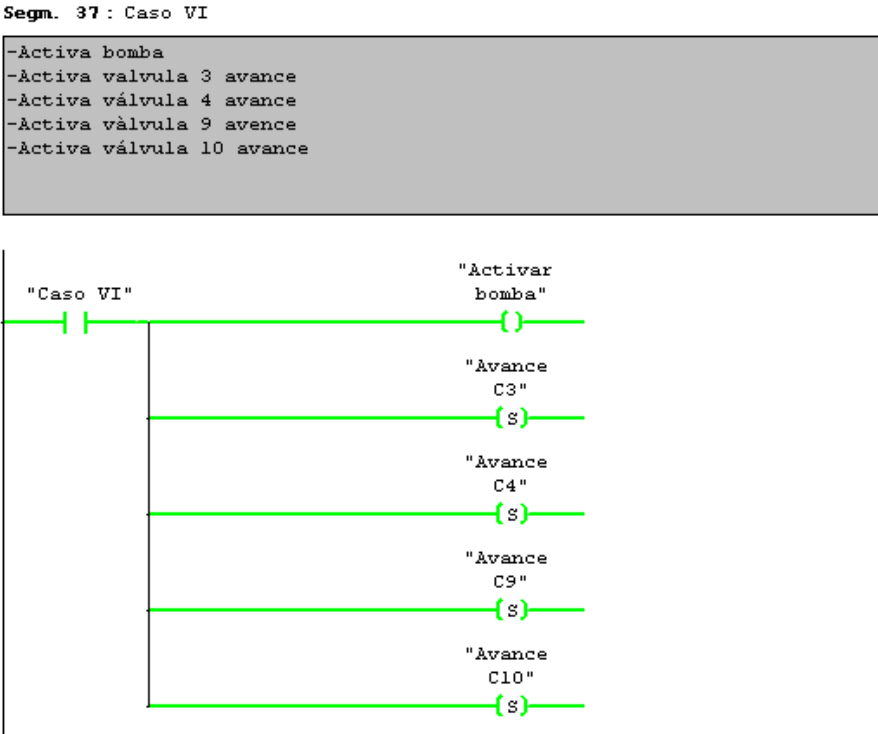 Segm. 37 : Caso VI
-Activa bomba
-Activa valvula 3 avance
-Activa válvula 4 avance
-Activa vàlvula 9 avence
-Activa válvula 10 avance
"Activar
"Caso VI"
bomba"
"Avance
C3"
S
"Avance
C4"
S
"Avance
C9"
S
"Avance
C10"
S